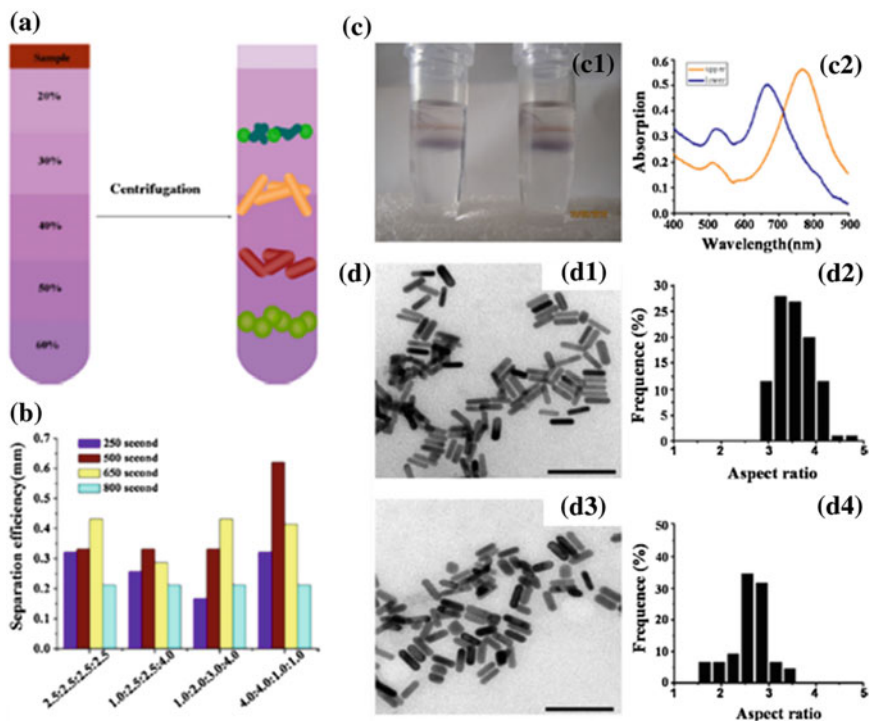 (a)
Sample
20%
30%
40%
50%
60%
Centrifugation
(b)
Separation efficiency(mm)
0.7
0.6
0.5
0.4
0.3
0.2
0.1
0.0
250 second
500 second
650 second
800 second
2.5:2.5:2.5:2.5
1.0:2.5:2.5:4.0
1.0:2.0:3.0:4.0
4.0:4.0:1.0:1.0
(c)
(c1)
(c2)
Absorption
0.6
0.5
0.4
0.3
0.2
0.1
0.0
upper
lower
400 500 600 700 800 900
Wavelength(nm)
(d)
(d1)
(d2)
Frequence (%)
30
25
20
15
10
5
0
1 2 3 4 5
Aspect ratio
(d3)
(d4)
Frequence (%)
50
40
30
20
10
0
1 2 3 4 5
Aspect ratio